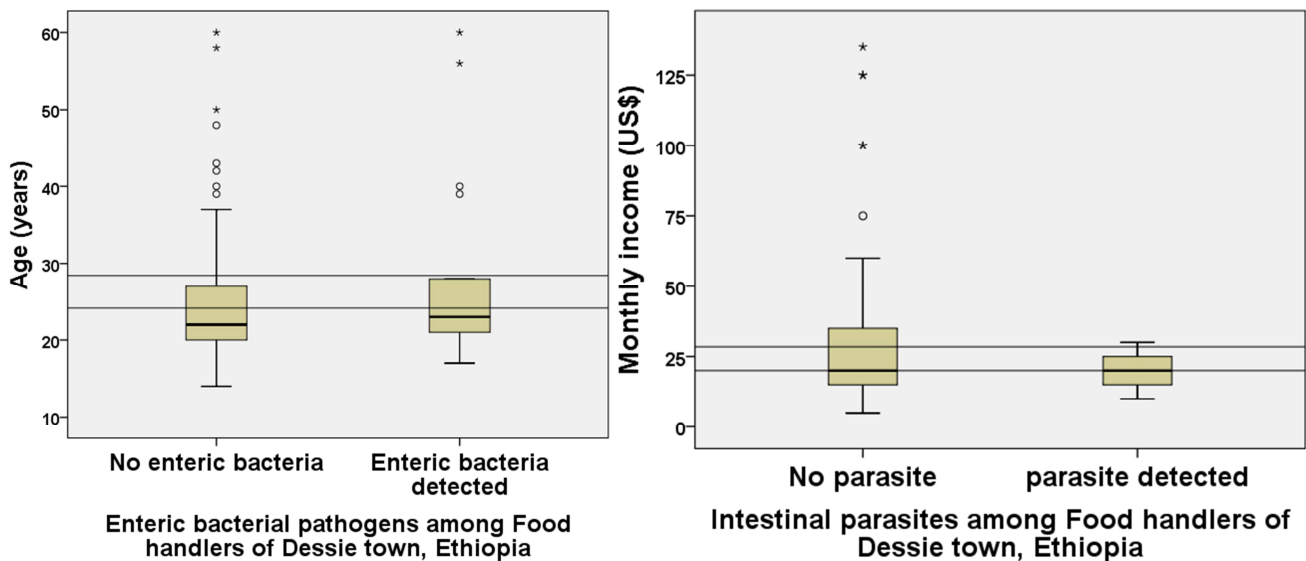 Age (years)
60
50
40
30
20
10
No enteric bacteria
Enteric bacteria
detected
Enteric bacterial pathogens among Food
handlers of Dessie town, Ethiopia
Monthly income (US$)
125
100
75
50
25
0
No parasite
parasite detected
Intestinal parasites among Food handlers of
Dessie town, Ethiopia